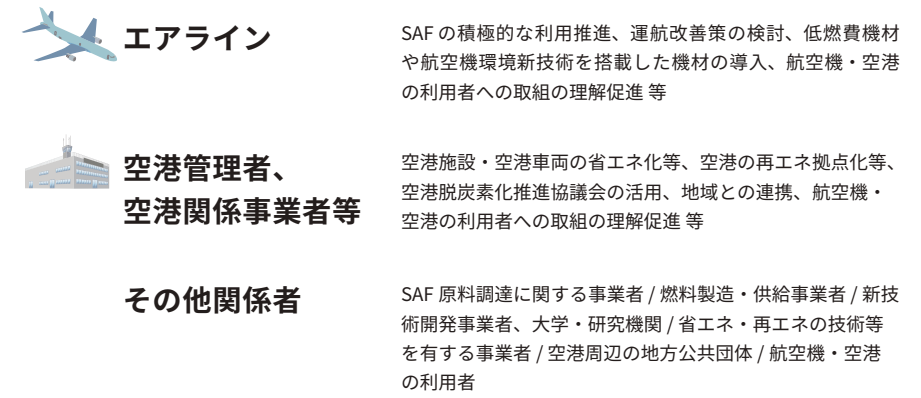 エアライン
SAF の積極的な利用推進、運航改善策の検討、低燃費機材
や航空機環境新技術を搭載した機材の導入、航空機・空港
の利用者への取組の理解促進 等
空港管理者、
空港関係事業者等
空港施設・空港車両の省エネ化等、空港の再エネ拠点化等、
空港脱炭素化推進協議会の活用、地域との連携、航空機・
空港の利用者への取組の理解促進 等
その他関係者
SAF 原料調達に関する事業者 / 燃料製造・供給事業者 / 新技
術開発事業者、大学・研究機関 / 省エネ・再エネの技術等
を有する事業者 / 空港周辺の地方公共団体 / 航空機・空港
の利用者